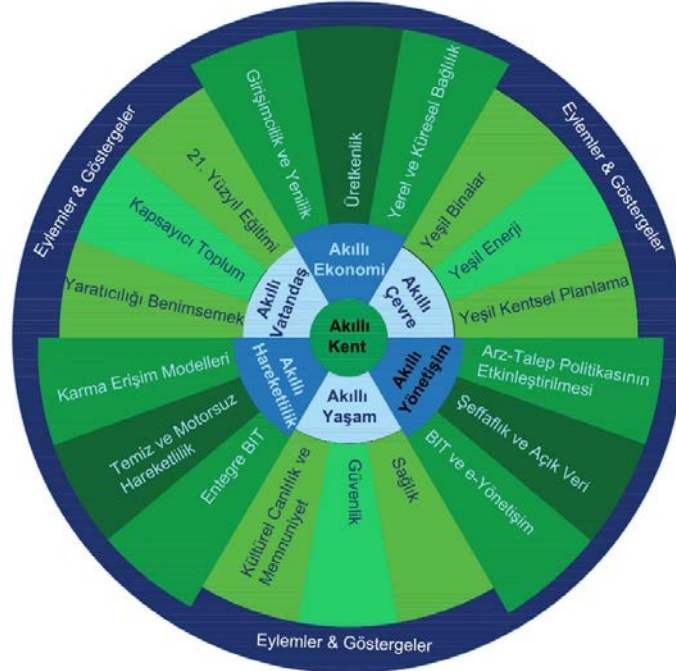 Eylemler & Göstergeler
Eylemler & Göstergeler
Girişimcilik ve Yenilik
Üretkenlik
Yerel ve Küresel Bağlılık
21. Yüzyıl Eğitimi
Kapsayıcı Toplum
Yaratıcılığı Benimsemek
Yeşil Binalar
Yeşil Enerji
Yeşil Kentsel Planlama
Akıllı
Ekonomi
Akıllı
Vatandaş
Akıllı
Çevre
Akıllı
Kent
Akıllı
Hareketlilik
Akıllı
Yaşam
Akıllı
Yönetişim
Karma Erişim Modelleri
Temiz ve Motorsuz
Hareketlilik
Entegre BIT
Kültürel Canlılık ve
Memnuniyet
Güvenlik
Sağlık
BIT ve e-Yönetişim
Şeffaflık ve Açık Veri
Arz-Talep Politikasının
Etkinleştirilmesi
Eylemler & Göstergeler